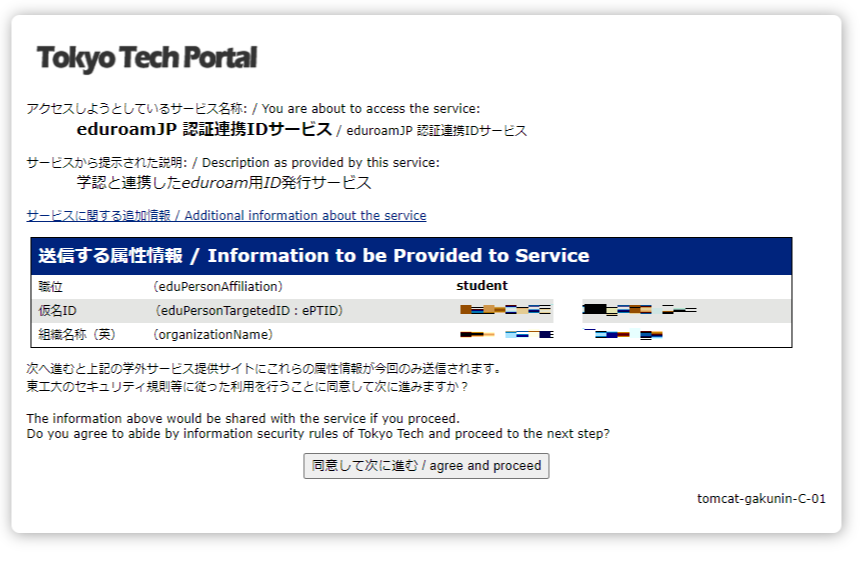 Tokyo Tech Portal
アクセスしようとしているサービス名称: / You are about to access the service:
eduroamJP 認証連携IDサービス / eduroamJP 認証連携IDサービス
サービスから提示された説明: / Description as provided by this service:
学認と連携したeduroam用ID発行サービス
サービスに関する追加情報 / Additional information about the service
送信する属性情報 / Information to be Provided to Service
職位 （eduPersonAffiliation） student
仮名ID （eduPersonTargetedID : ePTID）
組織名称（英） （organizationName）
次へ進むと上記の学外サービス提供サイトにこれらの属性情報が今回のみ送信されます。
東工大のセキュリティ規則等に従った利用を行うことに同意して次に進みますか？
The information above would be shared with the service if you proceed.
Do you agree to abide by information security rules of Tokyo Tech and proceed to the next step?
同意して次に進む / agree and proceed
tomcat-gakunin-C-01